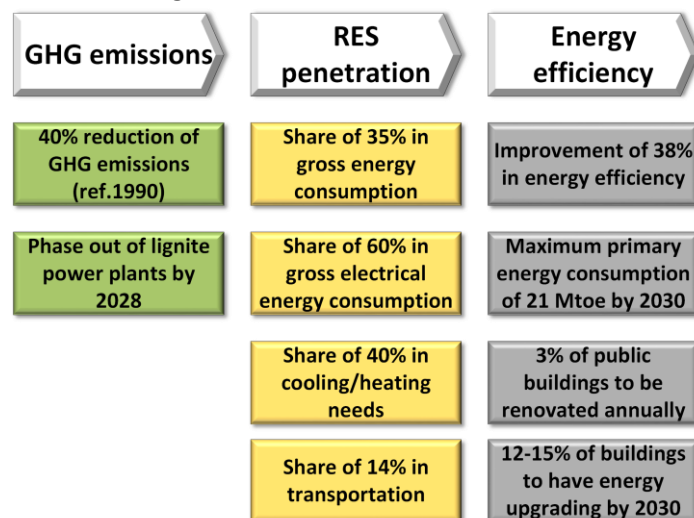 GHG emissions
RES
penetration
Energy
efficiency
40% reduction of
GHG emissions
(ref.1990)
Phase out of lignite
power plants by
2028
Share of 35% in
gross energy
consumption
Share of 60% in
gross electrical
energy consumption
Share of 40% in
cooling/heating
needs
Share of 14% in
transportation
Improvement of 38%
in energy efficiency
Maximum primary
energy consumption
of 21 Mtoe by 2030
3% of public
buildings to be
renovated annually
12-15% of buildings
to have energy
upgrading by 2030